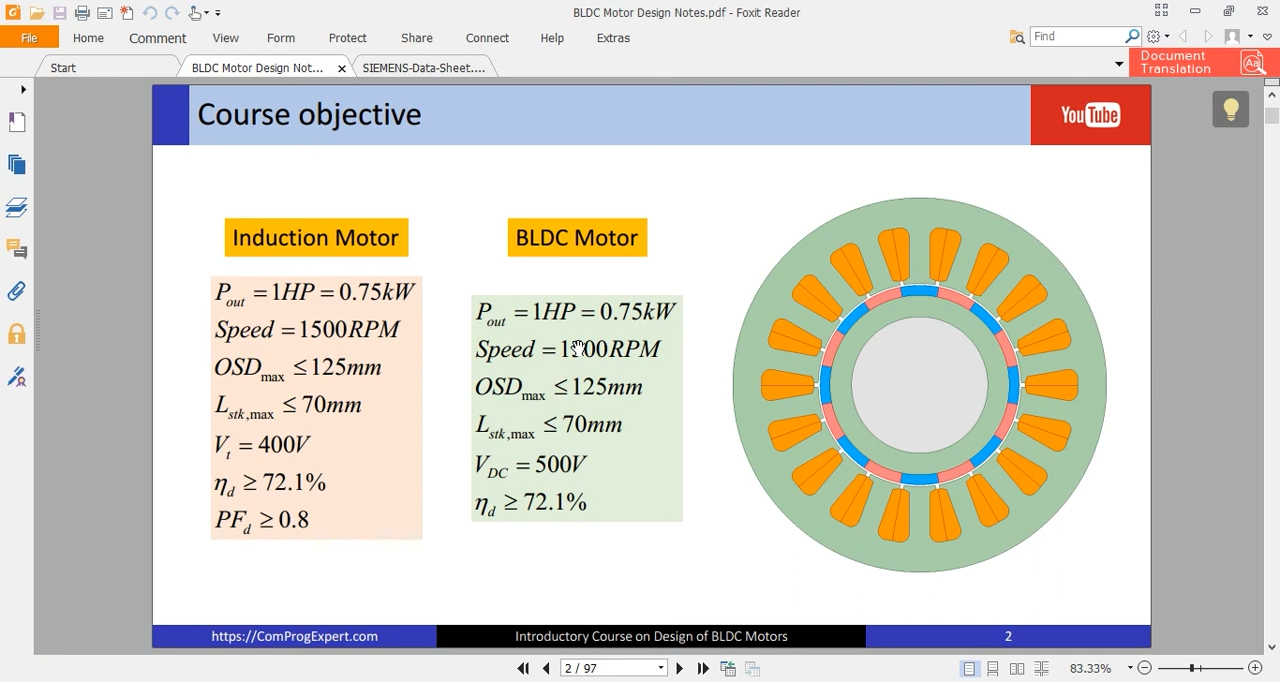 BLDC Motor Design Notes.pdf - Foxit Reader
File Home Comment View Form Protect Share Connect Help Extras Find
Start BLDC Motor Design Not... SIEMENS-Data-Sheet....
Document
Translation
Course objective
YouTube
Induction Motor
P_out = 1HP = 0.75kW
Speed = 1500RPM
OSD_max ≤ 125mm
L_stk,max ≤ 70mm
V_t = 400V
η_d ≥ 72.1%
PF_d ≥ 0.8
BLDC Motor
P_out = 1HP = 0.75kW
OSD_max ≤ 125mm
L_stk,max ≤ 70mm
V_DC = 500V
η_d ≥ 72.1%
https://ComProgExpert.com Introductory Course on Design of BLDC Motors 2
2 / 97 83.33%